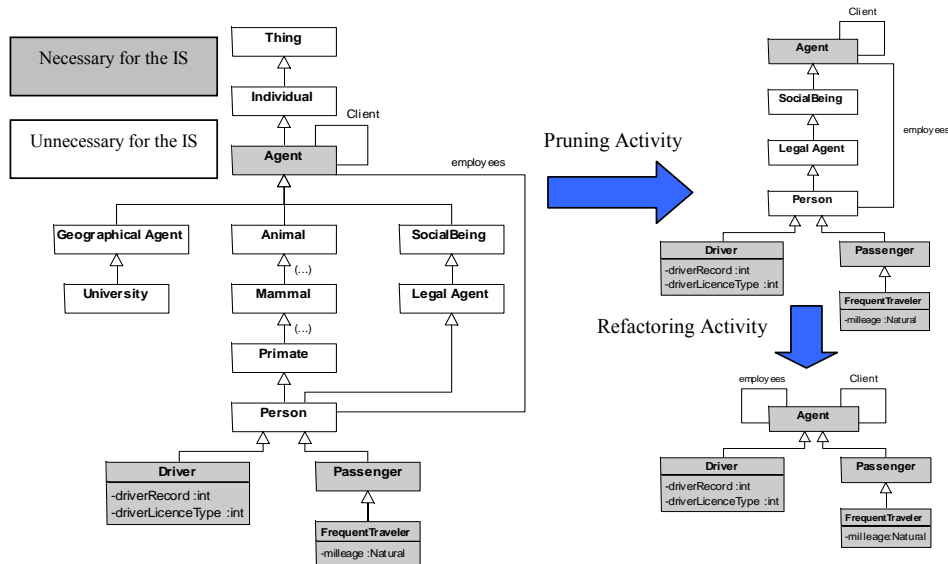 Necessary for the IS
Unnecessary for the IS
Thing
Individual
Client
Agent
employees
Geographical Agent
Animal
SocialBeing
(...)
University
Mammal
Legal Agent
(...)
Primate
Person
Driver
-driverRecord :int
-driverLicenceType :int
Passenger
FrequentTraveler
-milleage :Natural
Pruning Activity
Client
Agent
SocialBeing
employees
Legal Agent
Person
Driver
-driverRecord :int
-driverLicenceType :int
Passenger
FrequentTraveler
-milleage :Natural
Refactoring Activity
employees
Client
Agent
Driver
-driverRecord :int
-driverLicenceType :int
Passenger
FrequentTraveler
-milleage:Natural